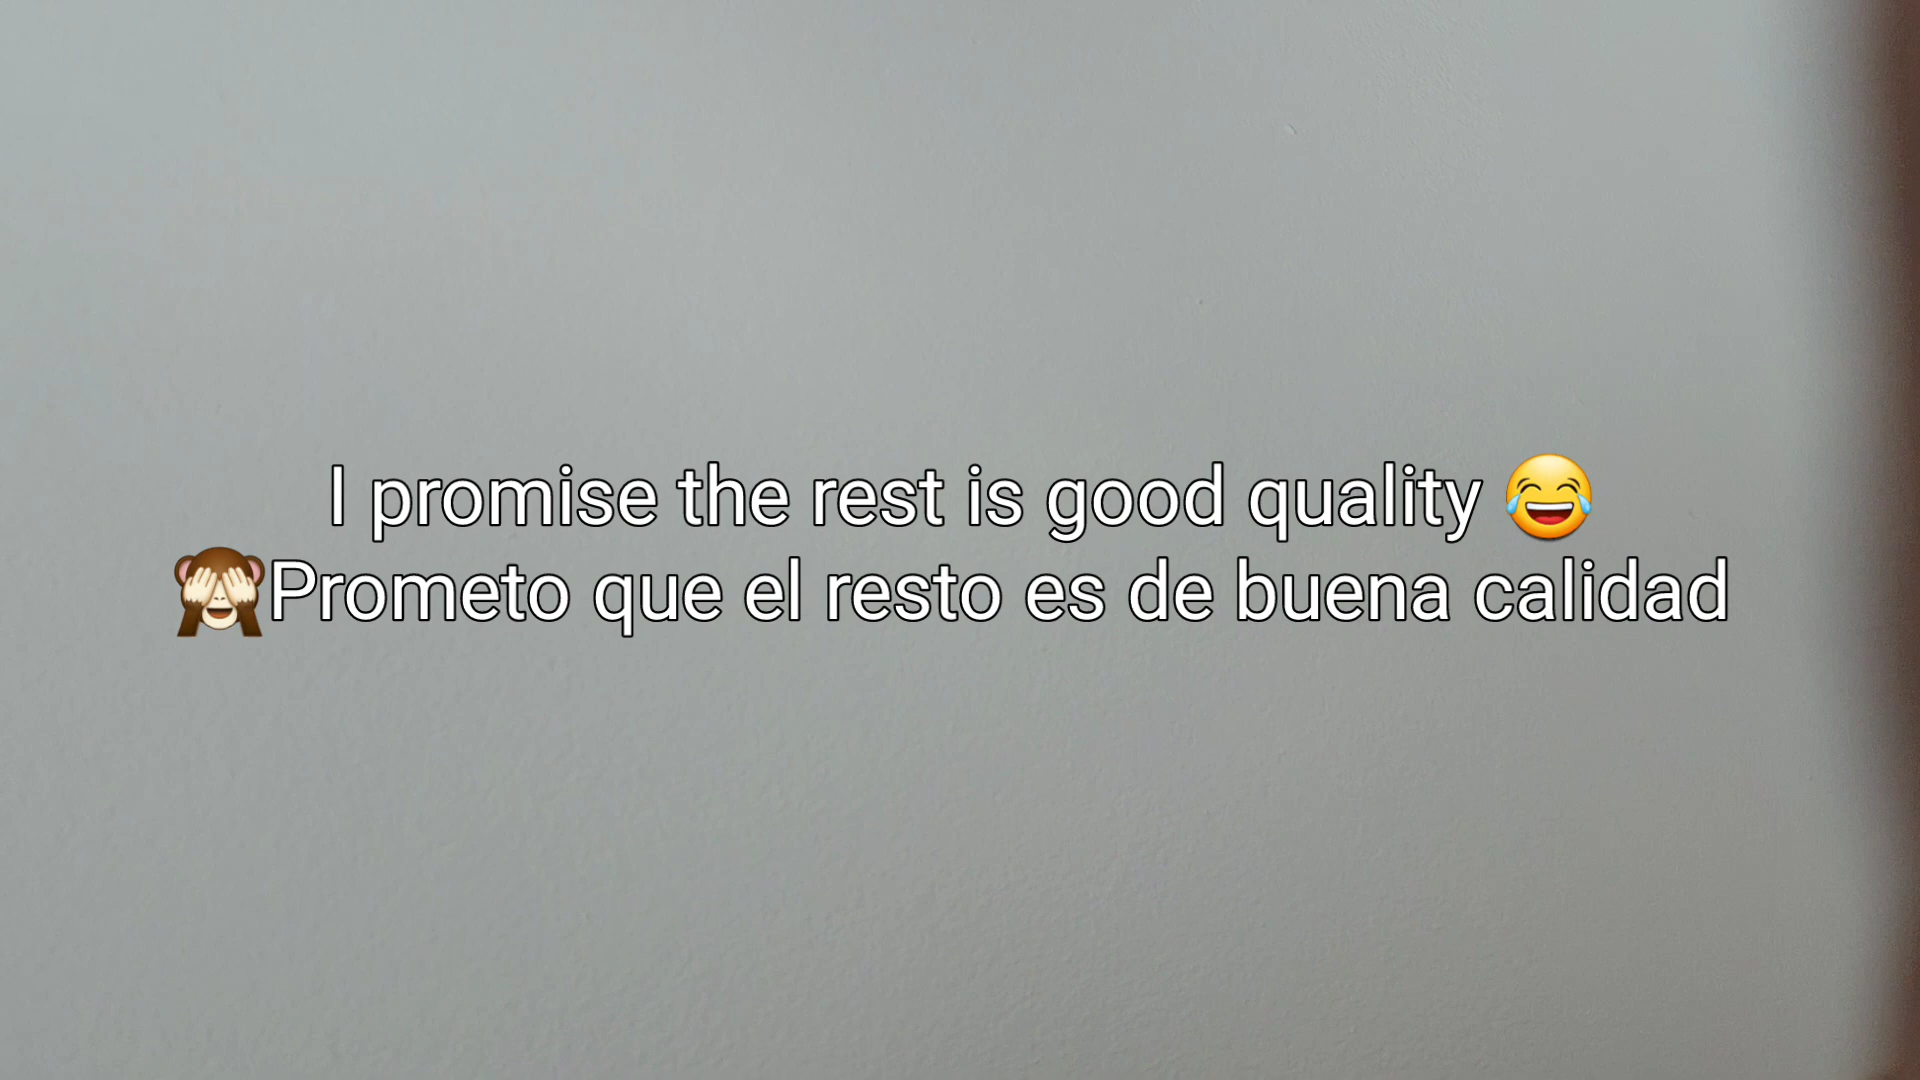 I promise the rest is good quality 😂
🙈Prometo que el resto es de buena calidad